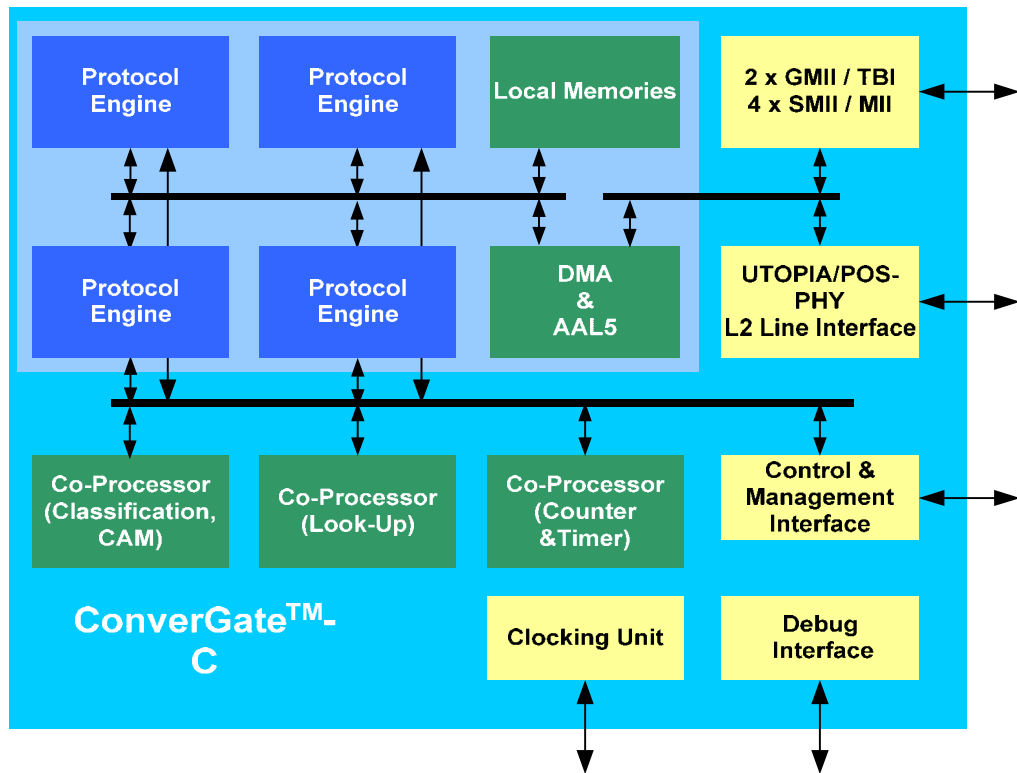 Protocol
Engine
Protocol
Engine
Local Memories
2 x GMII / TBI
4 x SMII / MII
Protocol
Engine
Protocol
Engine
DMA
&
AAL5
UTOPIA/POS-
PHY
L2 Line Interface
Co-Processor
(Classification,
CAM)
Co-Processor
(Look-Up)
Co-Processor
(Counter
&Timer)
Control &
Management
Interface
ConverGate™-
C
Clocking Unit
Debug
Interface